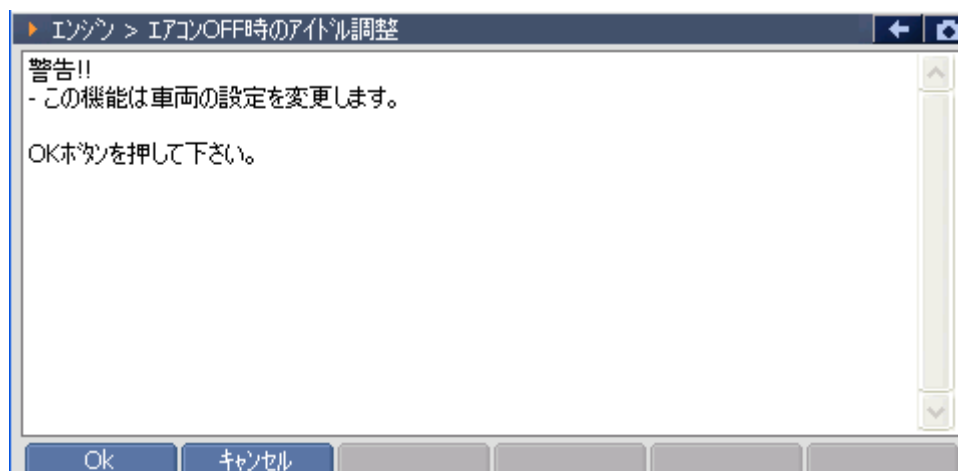 エンジン > エアコンOFF時のアイドル調整
警告!!
- この機能は車両の設定を変更します。
OKボタンを押して下さい。
Ok キャンセル